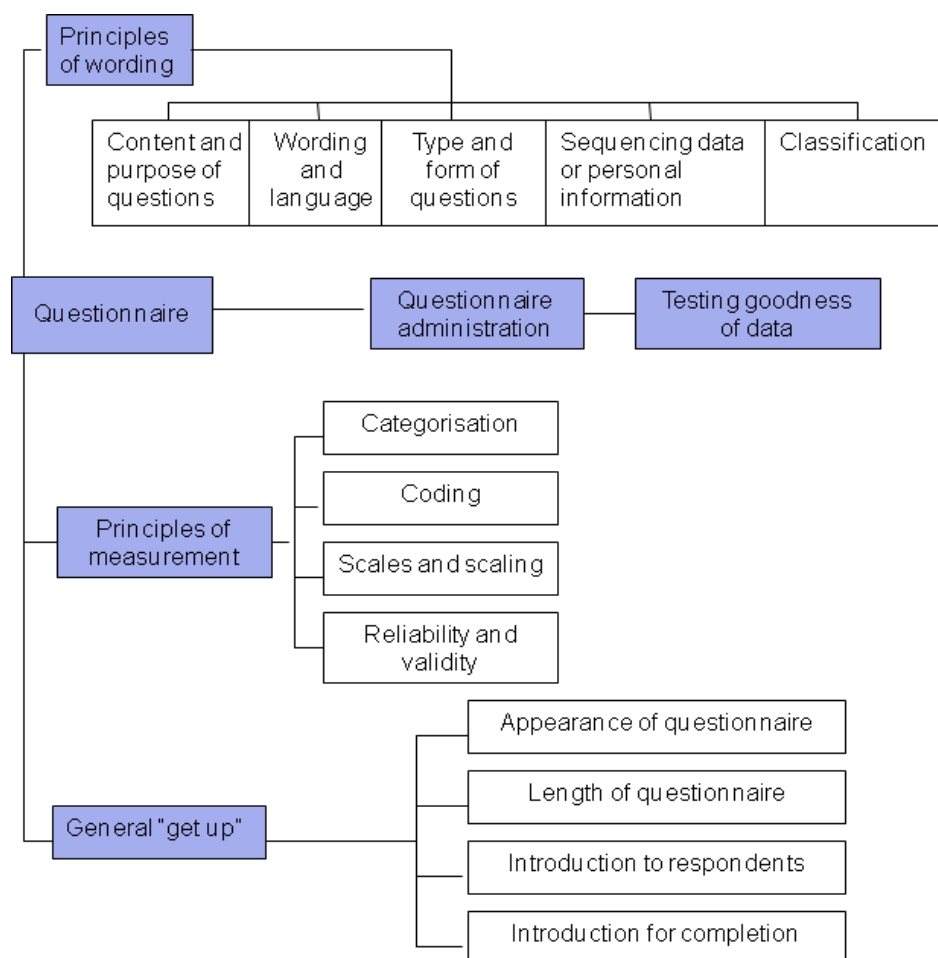 Principles
of wording
Content and
purpose of
questions
Wording
and
language
Type and
form of
questions
Sequencing data
or personal
information
Classification
Questionnaire
Questionnaire
administration
Testing goodness
of data
Principles of
measurement
Categorisation
Coding
Scales and scaling
Reliability and
validity
General "get up"
Appearance of questionnaire
Length of questionnaire
Introduction to respondents
Introduction for completion